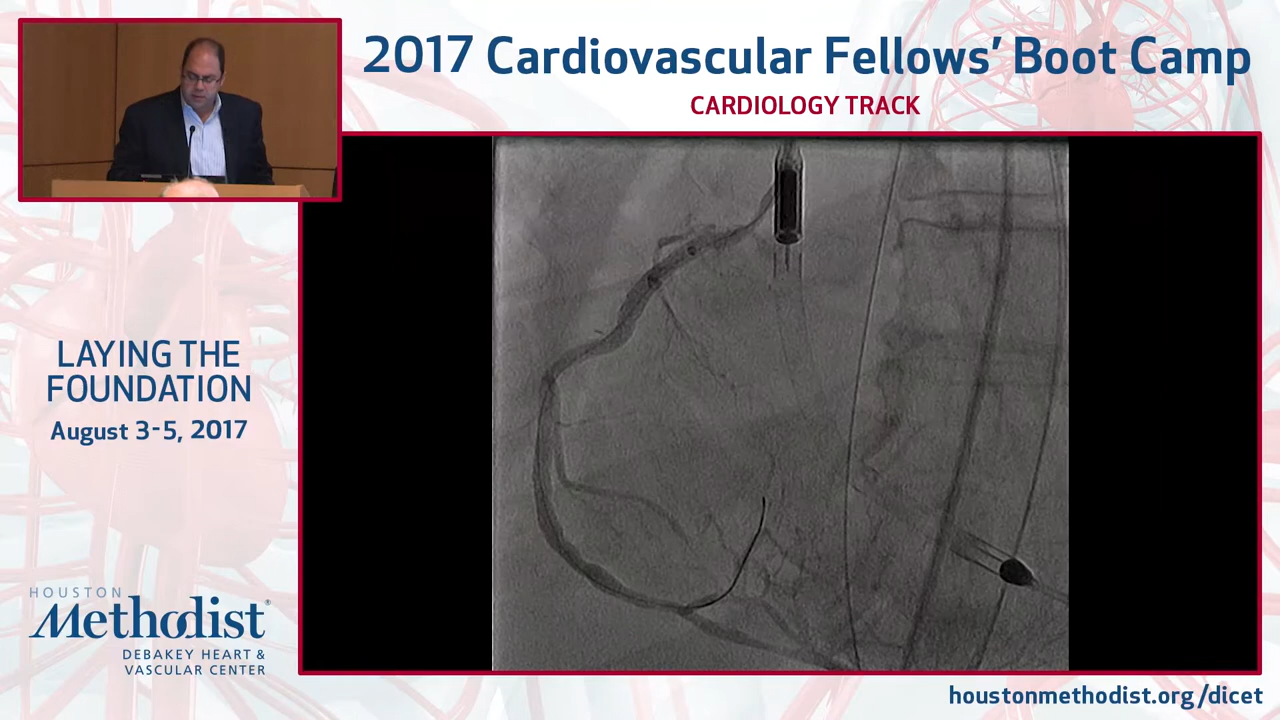 2017 Cardiovascular Fellows’ Boot Camp
CARDIOLOGY TRACK
LAYING THE
FOUNDATION
August 3-5, 2017
HOUSTON
Methodist®
DEBAKEY HEART &
VASCULAR CENTER
houstonmethodist.org/dicet